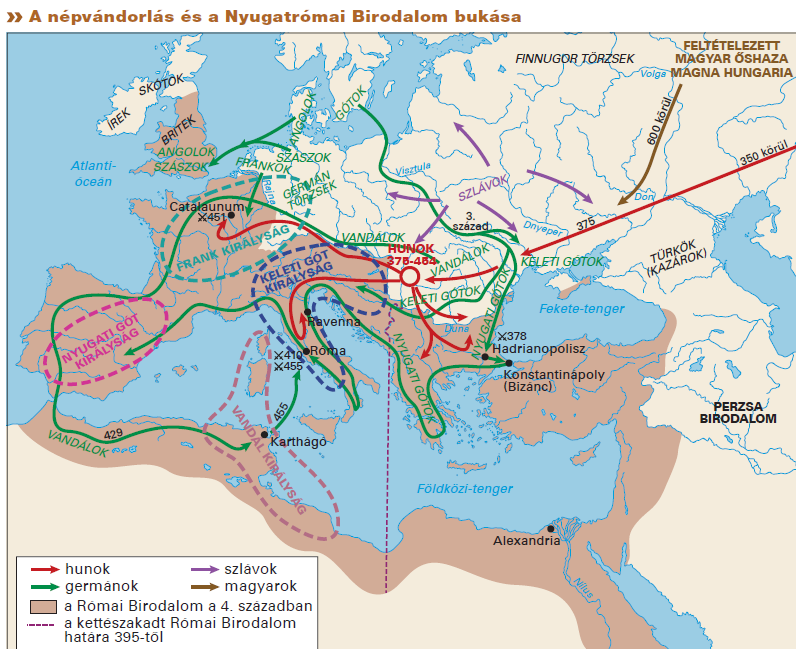 » A népvándorlás és a Nyugatrómai Birodalom bukása
FELTÉTELEZETT
MAGYAR ŐSHAZA
MAGNA HUNGARIA
FINNUGOR TÖRZSEK
Volga
600 körül
350 körül
SKÓTOK
ÍREK
BRITEK
ANGOLOK
GÓTOK
ANGOLOK
SZÁSZOK
SZÁSZOK
FRANKOK
GERMÁN
TÖRZSEK
Rajna
Atlanti-
óceán
Visztula
SZLÁVOK
3.
század
Dnyeper
Don
375
TÜRKÖK
(KAZÁROK)
Catalaunum
⚔451
FRANK KIRÁLYSÁG
VANDÁLOK
HUNOK
375-454
VANDÁLOK
KELETI GÓTOK
KELETI GÓT
KIRÁLYSÁG
KELETI GÓTOK
NYUGATI GÓTOK
Fekete-tenger
Duna
Ravenna
NYUGATI GÓT
KIRÁLYSÁG
⚔410
⚔455
Róma
⚔378
Hadrianopolisz
Konstantinápoly
(Bizánc)
NYUGATI GÓTOK
PERZSA
BIRODALOM
VANDÁL KIRÁLYSÁG
455
429
VANDÁLOK
Karthágó
Földközi-tenger
Alexandria
Nílus
hunok
szlávok
germánok
magyarok
a Római Birodalom a 4. században
a kettészakadt Római Birodalom
határa 395-től